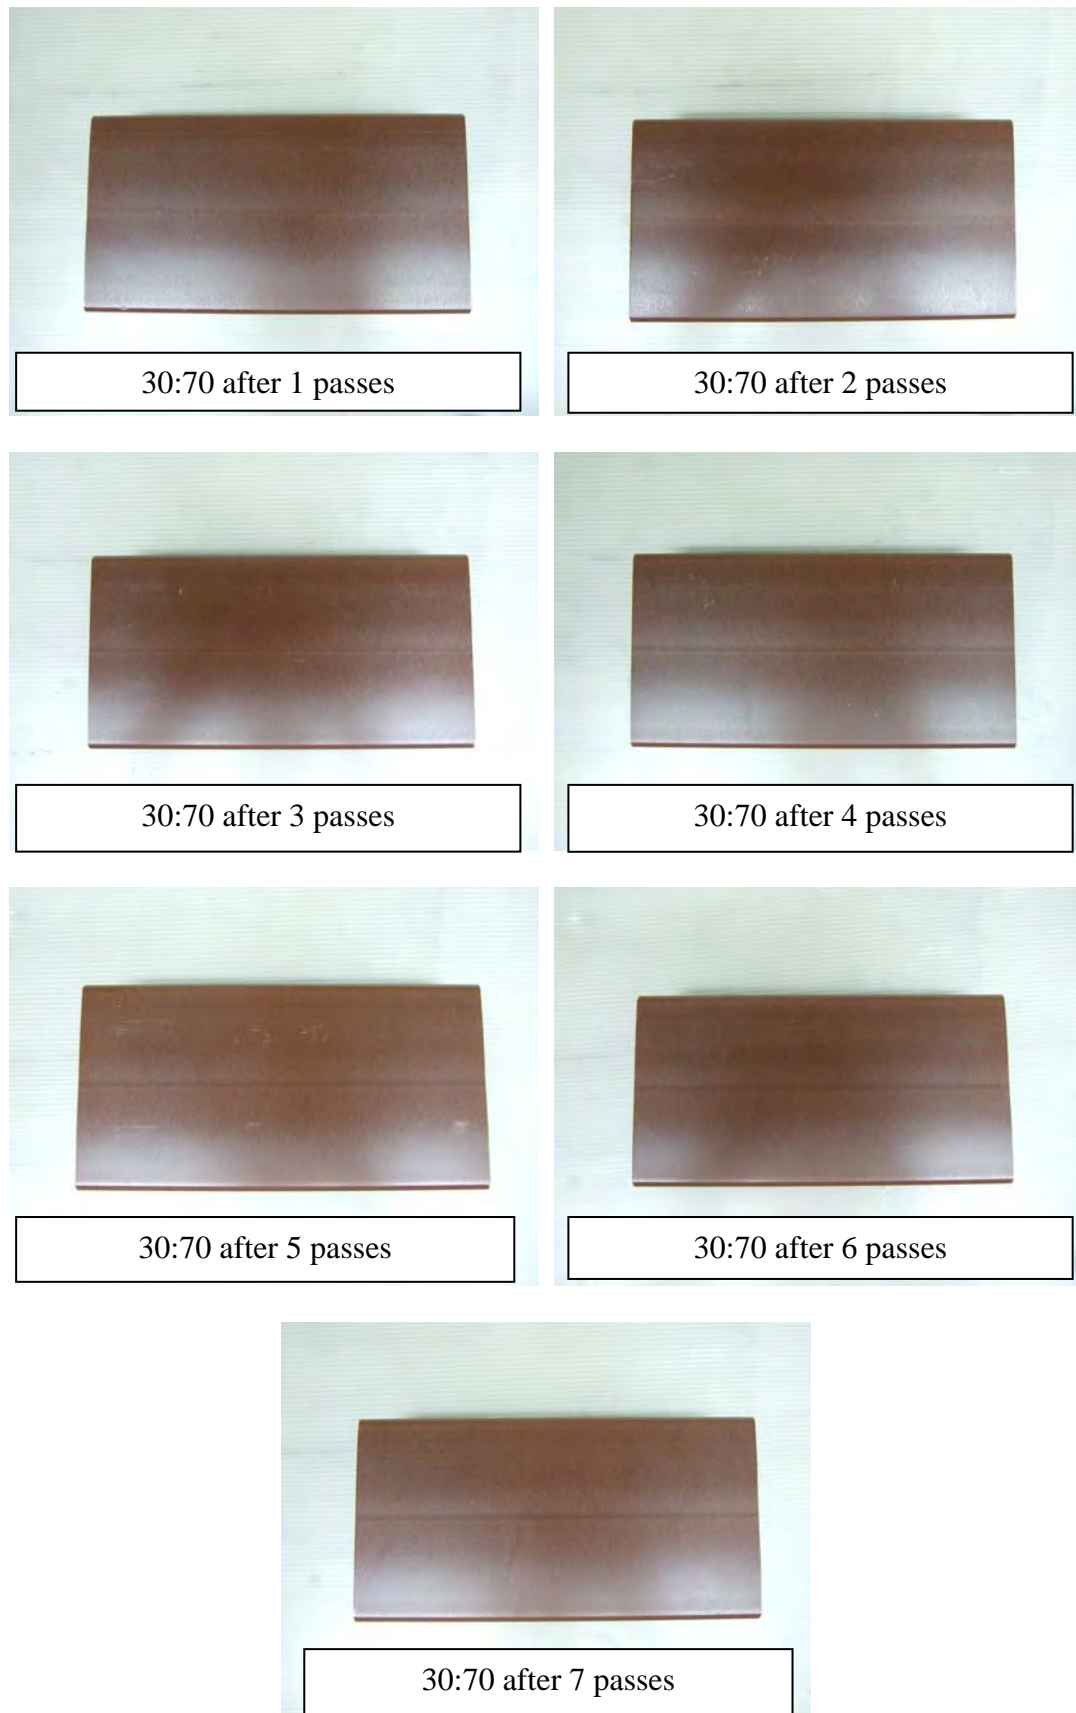 30:70 after 1 passes
30:70 after 2 passes
30:70 after 3 passes
30:70 after 4 passes
30:70 after 5 passes
30:70 after 6 passes
30:70 after 7 passes